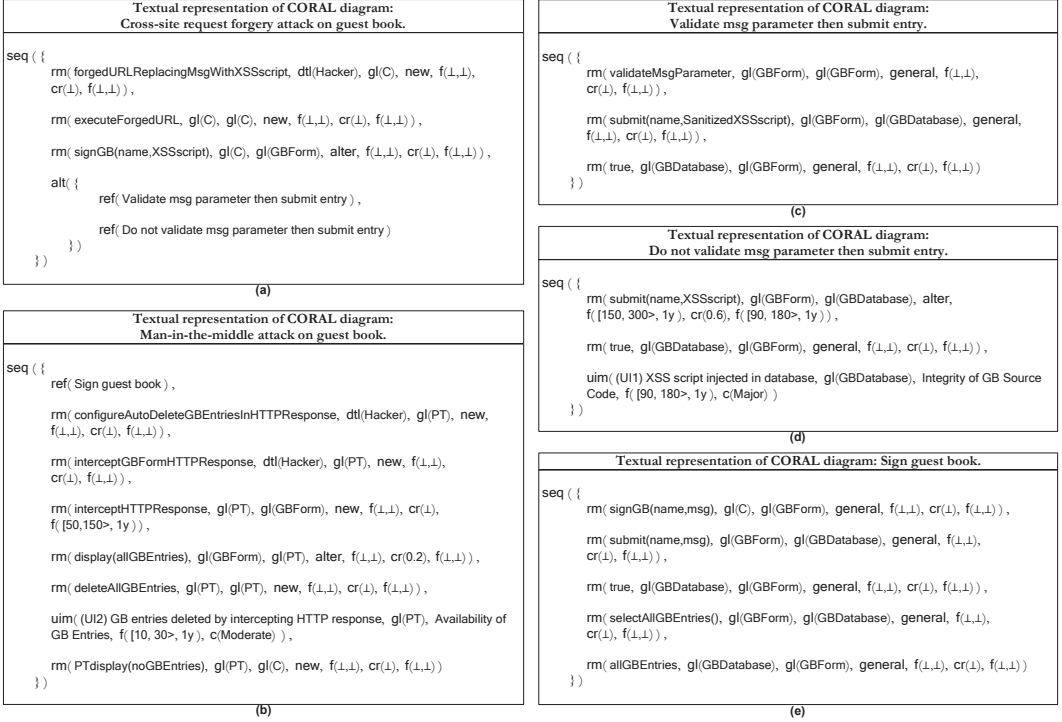 Textual representation of CORAL diagram:
Cross-site request forgery attack on guest book.
seq ( {
rm( forgedURLReplacingMsgWithXSSscript, dtl(Hacker), gl(C), new, f(⊥,⊥),
cr(⊥), f(⊥,⊥) ) ,
rm( executeForgedURL, gl(C), gl(C), new, f(⊥,⊥), cr(⊥), f(⊥,⊥) ) ,
rm( signGB(name,XSSscript), gl(C), gl(GBForm), alter, f(⊥,⊥), cr(⊥), f(⊥,⊥) ) ,
alt( {
ref( Validate msg parameter then submit entry ) ,
ref( Do not validate msg parameter then submit entry )
} )
} )
(a)
Textual representation of CORAL diagram:
Man-in-the-middle attack on guest book.
seq ( {
ref( Sign guest book ) ,
rm( configureAutoDeleteGBEntriesInHTTPResponse, dtl(Hacker), gl(PT), new,
f(⊥,⊥), cr(⊥), f(⊥,⊥) ) ,
rm( interceptGBFormHTTPResponse, dtl(Hacker), gl(PT), new, f(⊥,⊥),
cr(⊥), f(⊥,⊥) ) ,
rm( interceptHTTPResponse, gl(PT), gl(GBForm), new, f(⊥,⊥), cr(⊥),
f( [50,150>, 1y ) ) ,
rm( display(allGBEntries), gl(GBForm), gl(PT), alter, f(⊥,⊥), cr(0.2), f(⊥,⊥) ) ,
rm( deleteAllGBEntries, gl(PT), gl(PT), new, f(⊥,⊥), cr(⊥), f(⊥,⊥) ) ,
uim( (UI2) GB entries deleted by intercepting HTTP response, gl(PT), Availability of
GB Entries, f( [10, 30>, 1y ), c(Moderate) ) ,
rm( PTdisplay(noGBEntries), gl(PT), gl(C), new, f(⊥,⊥), cr(⊥), f(⊥,⊥) )
} )
(b)
Textual representation of CORAL diagram:
Validate msg parameter then submit entry.
seq ( {
rm( validateMsgParameter, gl(GBForm), gl(GBForm), general, f(⊥,⊥),
cr(⊥), f(⊥,⊥) ) ,
rm( submit(name,SanitizedXSSscript), gl(GBForm), gl(GBDatabase), general,
f(⊥,⊥), cr(⊥), f(⊥,⊥) ) ,
rm( true, gl(GBDatabase), gl(GBForm), general, f(⊥,⊥), cr(⊥), f(⊥,⊥) )
} )
(c)
Textual representation of CORAL diagram:
Do not validate msg parameter then submit entry.
seq ( {
rm( submit(name,XSSscript), gl(GBForm), gl(GBDatabase), alter,
f( [150, 300>, 1y ), cr(0.6), f( [90, 180>, 1y ) ) ,
rm( true, gl(GBDatabase), gl(GBForm), general, f(⊥,⊥), cr(⊥), f(⊥,⊥) ) ,
uim( (UI1) XSS script injected in database, gl(GBDatabase), Integrity of GB Source
Code, f( [90, 180>, 1y ), c(Major) )
} )
(d)
Textual representation of CORAL diagram: Sign guest book.
seq ( {
rm( signGB(name,msg), gl(C), gl(GBForm), general, f(⊥,⊥), cr(⊥), f(⊥,⊥) ) ,
rm( submit(name,msg), gl(GBForm), gl(GBDatabase), general, f(⊥,⊥),
cr(⊥), f(⊥,⊥) ) ,
rm( true, gl(GBDatabase), gl(GBForm), general, f(⊥,⊥), cr(⊥), f(⊥,⊥) ) ,
rm( selectAllGBEntries(), gl(GBForm), gl(GBDatabase), general, f(⊥,⊥),
cr(⊥), f(⊥,⊥) ) ,
rm( allGBEntries, gl(GBDatabase), gl(GBForm), general, f(⊥,⊥), cr(⊥), f(⊥,⊥) )
} )
(e)